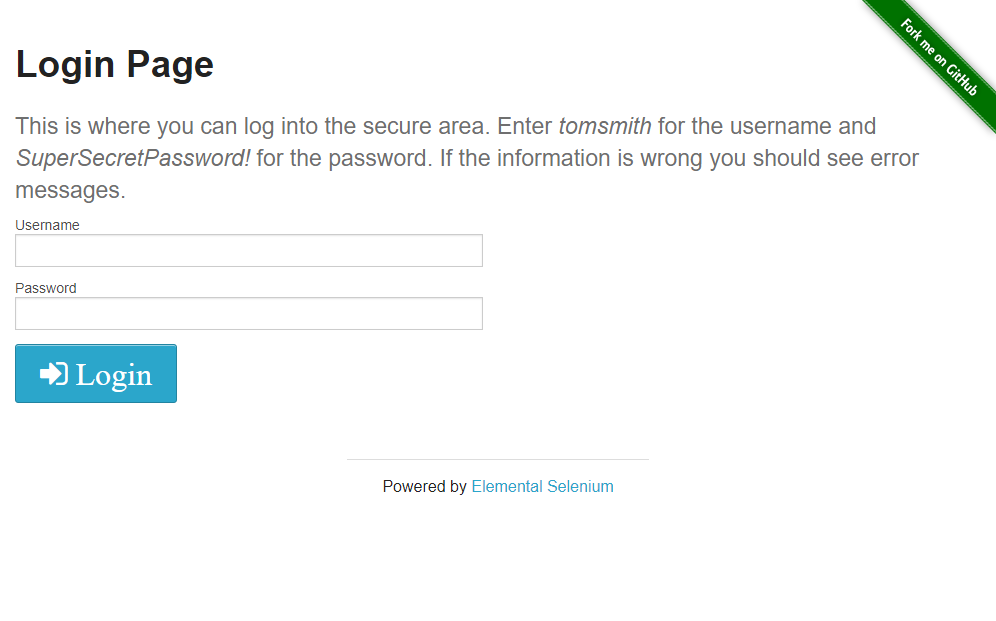 Fork me on GitHub
Login Page
This is where you can log into the secure area. Enter tomsmith for the username and
SuperSecretPassword! for the password. If the information is wrong you should see error
messages.
Username
Password
Login
Powered by Elemental Selenium